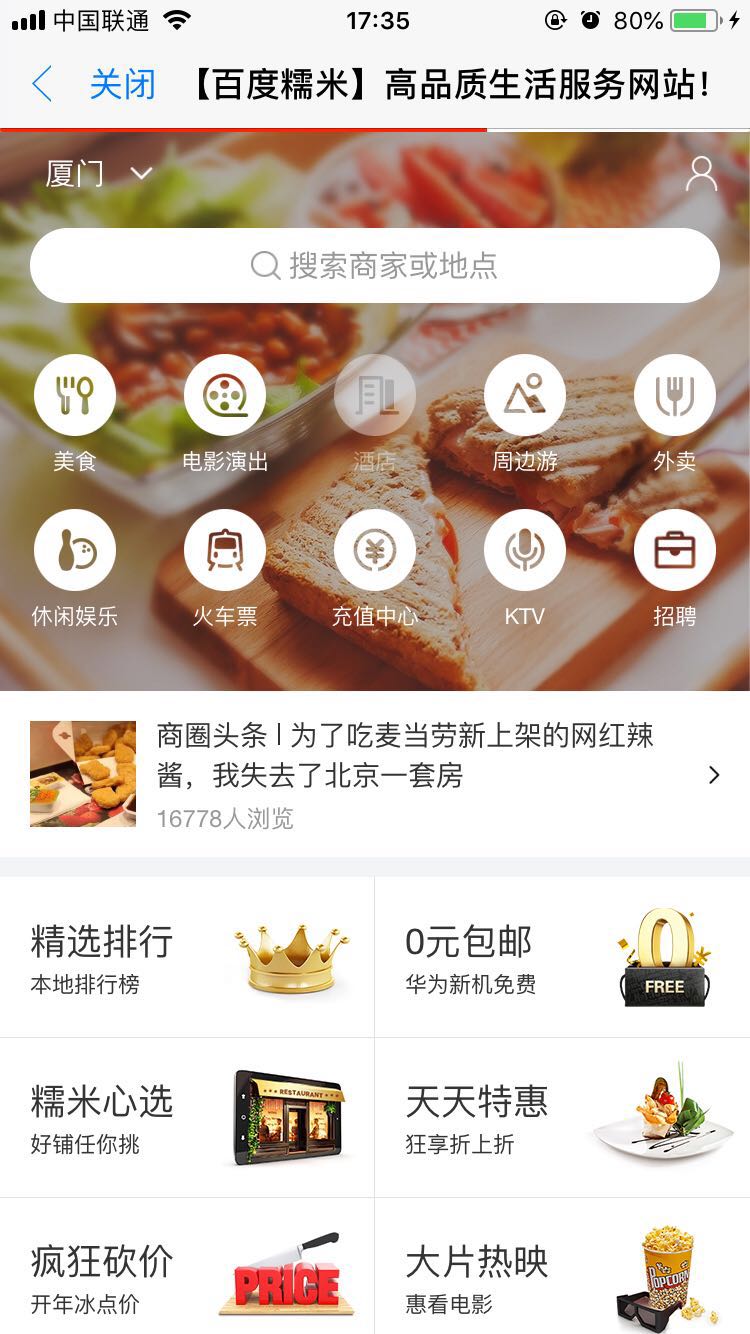 中国联通
17:35
80%
关闭
【百度糯米】高品质生活服务网站!
厦门
搜索商家或地点
美食
电影演出
酒店
周边游
外卖
休闲娱乐
火车票
充值中心
KTV
招聘
商圈头条 | 为了吃麦当劳新上架的网红辣
酱，我失去了北京一套房
16778人浏览
精选排行
本地排行榜
0元包邮
华为新机免费
0
FREE
糯米心选
好铺任你挑
RESTAURANT
天天特惠
狂享折上折
疯狂砍价
开年冰点价
PRICE
大片热映
惠看电影
POPCORN